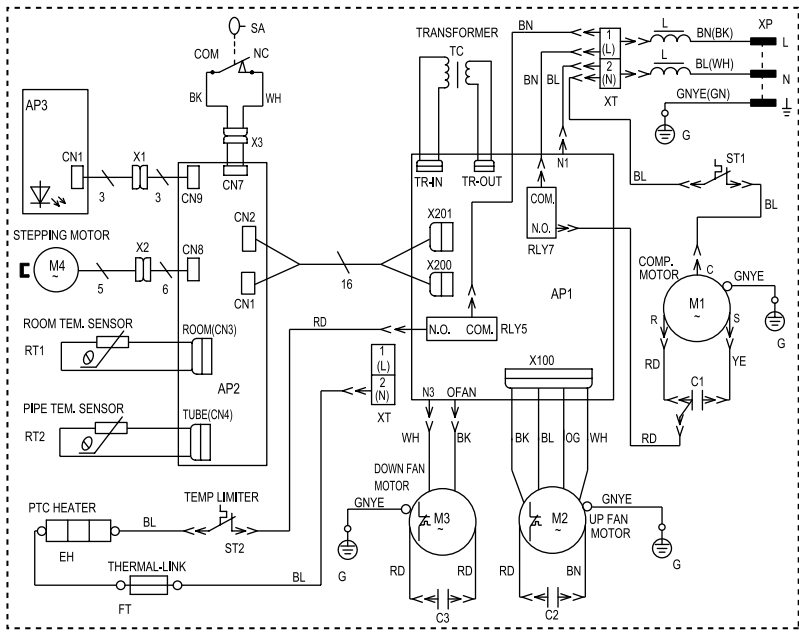 SA
COM
NC
BK
WH
X3
CN7
AP3
CN1
X1
3
3
CN9
CN2
STEPPING MOTOR
M4
~
X2
CN8
5
6
CN1
16
ROOM TEM. SENSOR
ROOM(CN3)
RT1
AP2
PIPE TEM. SENSOR
TUBE(CN4)
RT2
TRANSFORMER
TC
TR-IN
TR-OUT
BN
BN
BL
N1
1
(L)
2
(N)
XT
L
BN(BK)
XP
L
L
BL(WH)
N
GNYE(GN)
G
ST1
BL
BL
X201
X200
COM.
N.O.
RLY7
AP1
N.O.
COM.
RLY5
RD
COMP.
MOTOR
C
M1
~
R
S
GNYE
G
RD
YE
C1
RD
1
(L)
2
(N)
XT
X100
N3
OFAN
WH
BK
BK
BL
OG
WH
DOWN FAN
MOTOR
GNYE
M3
~
G
RD
RD
C3
M2
~
GNYE
UP FAN
MOTOR
G
RD
BN
C2
PTC HEATER
EH
BL
TEMP LIMITER
ST2
THERMAL-LINK
FT
BL